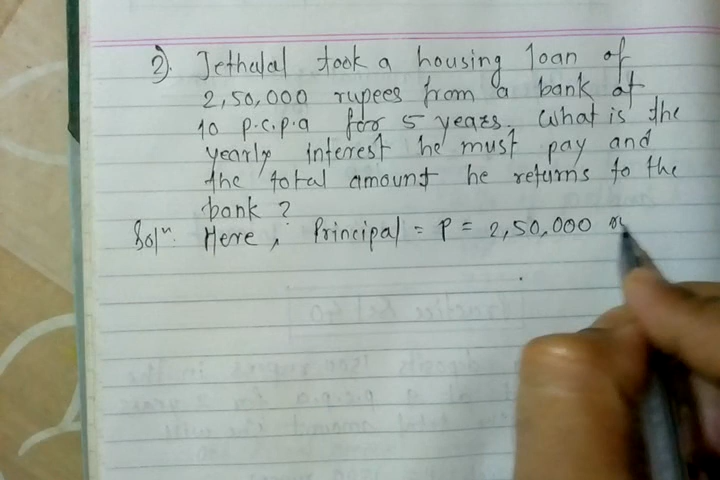 2). Jethalal took a housing loan of
2,50,000 rupees from a bank at
10 p.c.p.a for 5 years. What is the
yearly interest he must pay and
the total amount he returns to the
bank ?
Solⁿ. Here, Principal = P = 2,50,000